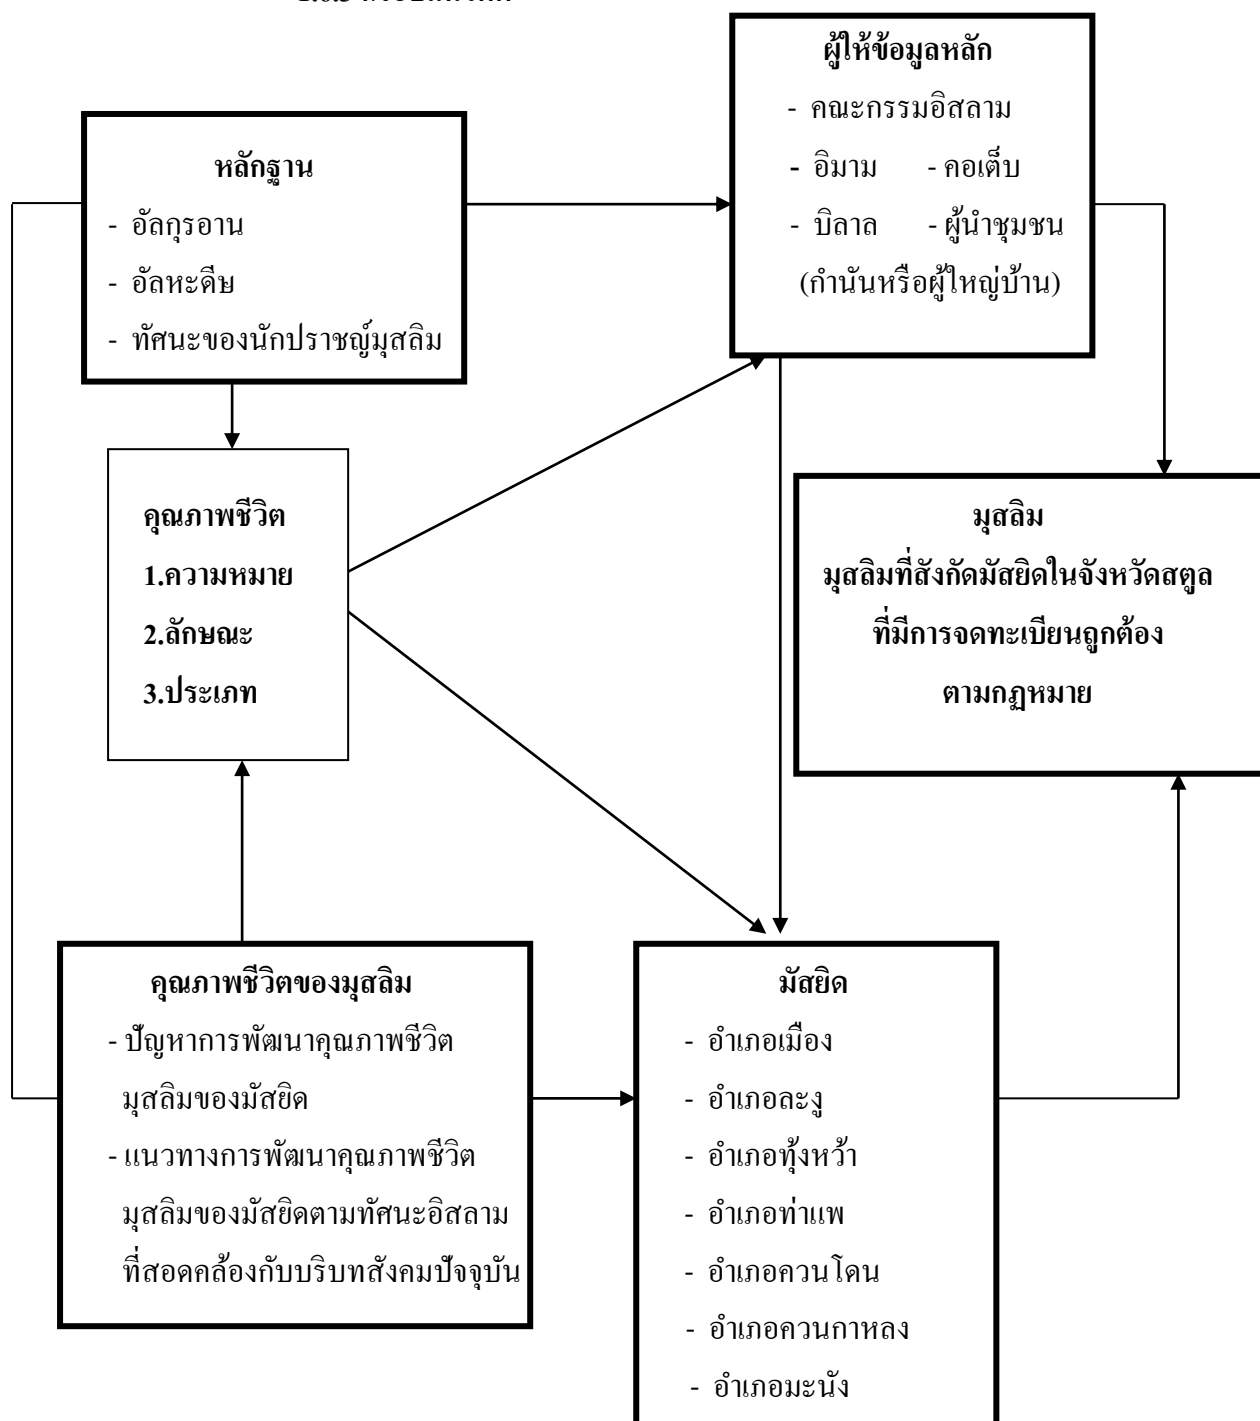 ผู้ให้ข้อมูลหลัก
- คณะกรรมอิสลาม
- อิมาม - คอเต็บ
- บิลาล - ผู้นำชุมชน
(กำนันหรือผู้ใหญ่บ้าน)
หลักฐาน
- อัลกุรอาน
- อัลหะดีษ
- ทัศนะของนักปราชญ์มุสลิม
คุณภาพชีวิต
1.ความหมาย
2.ลักษณะ
3.ประเภท
มุสลิม
มุสลิมที่สังกัดมัสยิดในจังหวัดสตูล
ที่มีการจดทะเบียนถูกต้อง
ตามกฎหมาย
คุณภาพชีวิตของมุสลิม
- ปัญหาการพัฒนาคุณภาพชีวิต
มุสลิมของมัสยิด
- แนวทางการพัฒนาคุณภาพชีวิต
มุสลิมของมัสยิดตามทัศนะอิสลาม
ที่สอดคล้องกับบริบทสังคมปัจจุบัน
มัสยิด
- อำเภอเมือง
- อำเภอละงู
- อำเภอทุ้งหว้า
- อำเภอท่าแพ
- อำเภอควนโดน
- อำเภอควนกาหลง
- อำเภอมะนัง